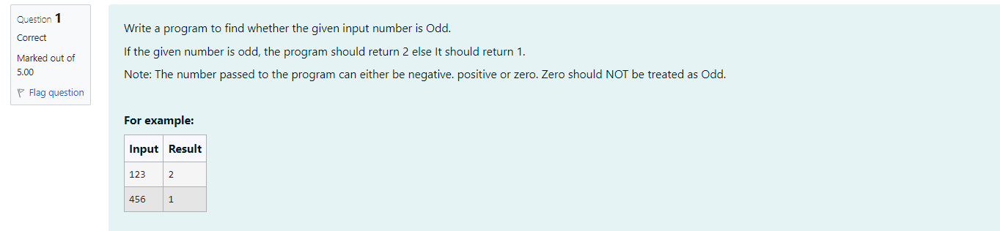 Question 1
Correct
Marked out of
5.00
Flag question
Write a program to find whether the given input number is Odd.
If the given number is odd, the program should return 2 else It should return 1.
Note: The number passed to the program can either be negative. positive or zero. Zero should NOT be treated as Odd.
For example:
Input Result
123 2
456 1